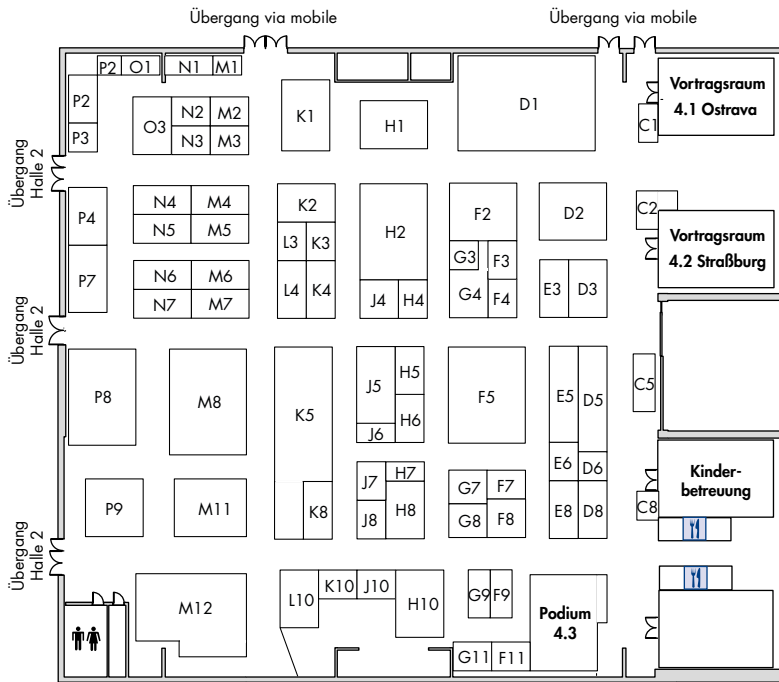 Übergang via mobile
Übergang via mobile
P2
O1
N1
M1
P2
P3
O3
N2
M2
N3
M3
K1
H1
D1
C1
Vortragsraum
4.1 Ostrava
Übergang
Halle 2
P4
P7
N4
M4
N5
M5
N6
M6
N7
M7
K2
L3
K3
L4
K4
H2
J4
H4
F2
G3
F3
G4
F4
D2
E3
D3
C2
Vortragsraum
4.2 Straßburg
Übergang
Halle 2
P8
M8
K5
J5
H5
J6
H6
F5
E5
D5
E6
D6
C5
P9
M11
K8
J7
H7
J8
H8
G7
F7
G8
F8
E8
D8
C8
Kinder-
betreuung
Übergang
Halle 2
M12
L10
K10
J10
H10
G9
F9
G11
F11
Podium
4.3